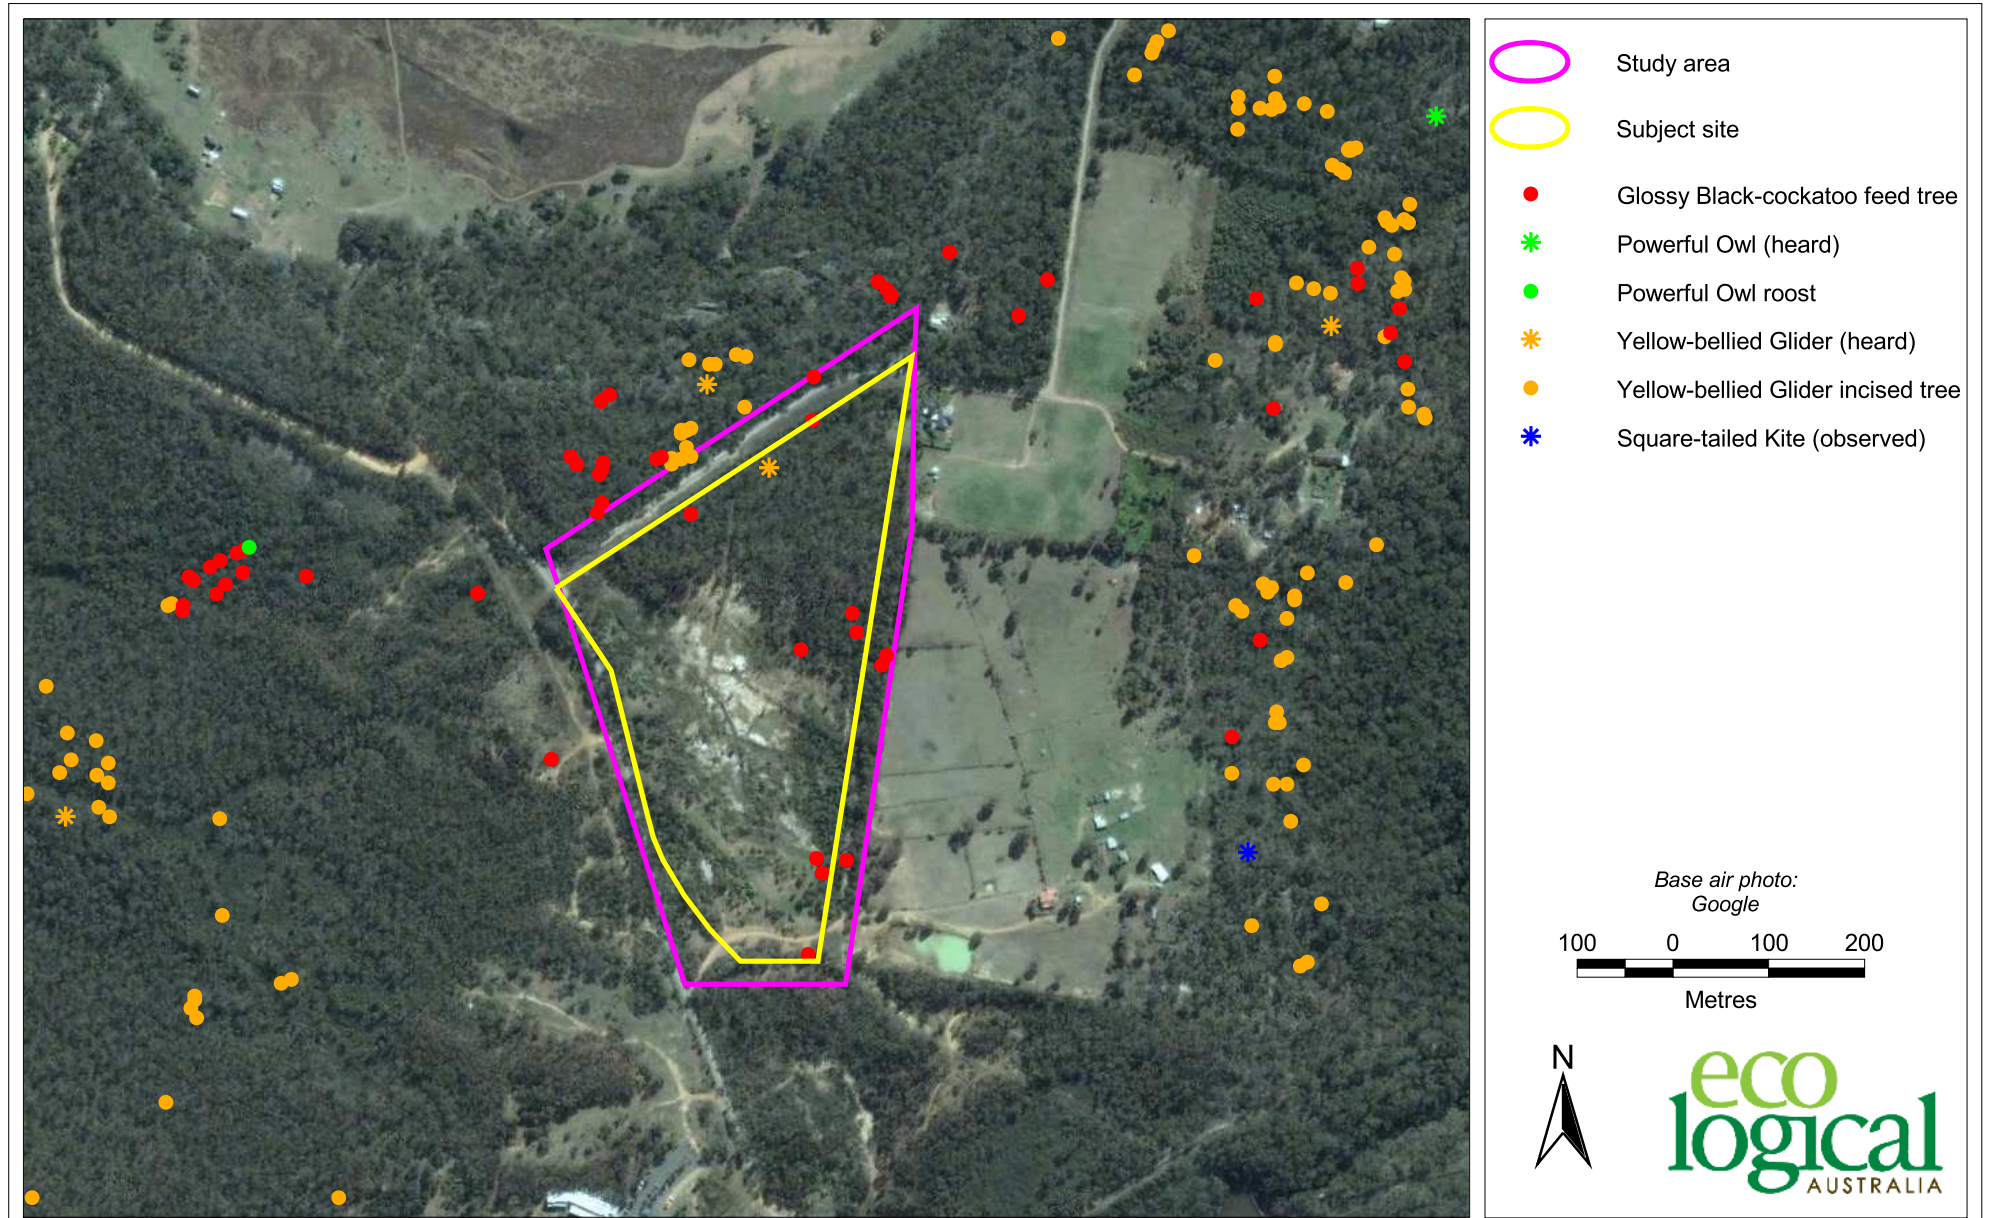 Study area
Subject site
Glossy Black-cockatoo feed tree
Powerful Owl (heard)
Powerful Owl roost
Yellow-bellied Glider (heard)
Yellow-bellied Glider incised tree
Square-tailed Kite (observed)
Base air photo:
Google
100 0 100 200
Metres
N
eco
logical
AUSTRALIA